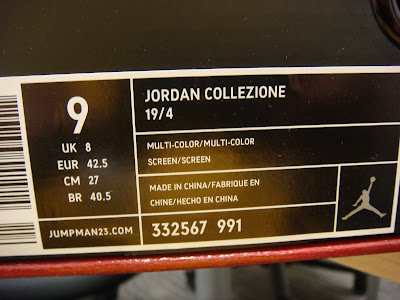 9
UK 8
EUR 42.5
CM 27
BR 40.5
JUMPMAN23.COM
JORDAN COLLEZIONE
19/4
MULTI-COLOR/MULTI-COLOR
SCREEN/SCREEN
MADE IN CHINA/FABRIQUE EN
CHINE/HECHO EN CHINA
332567 991